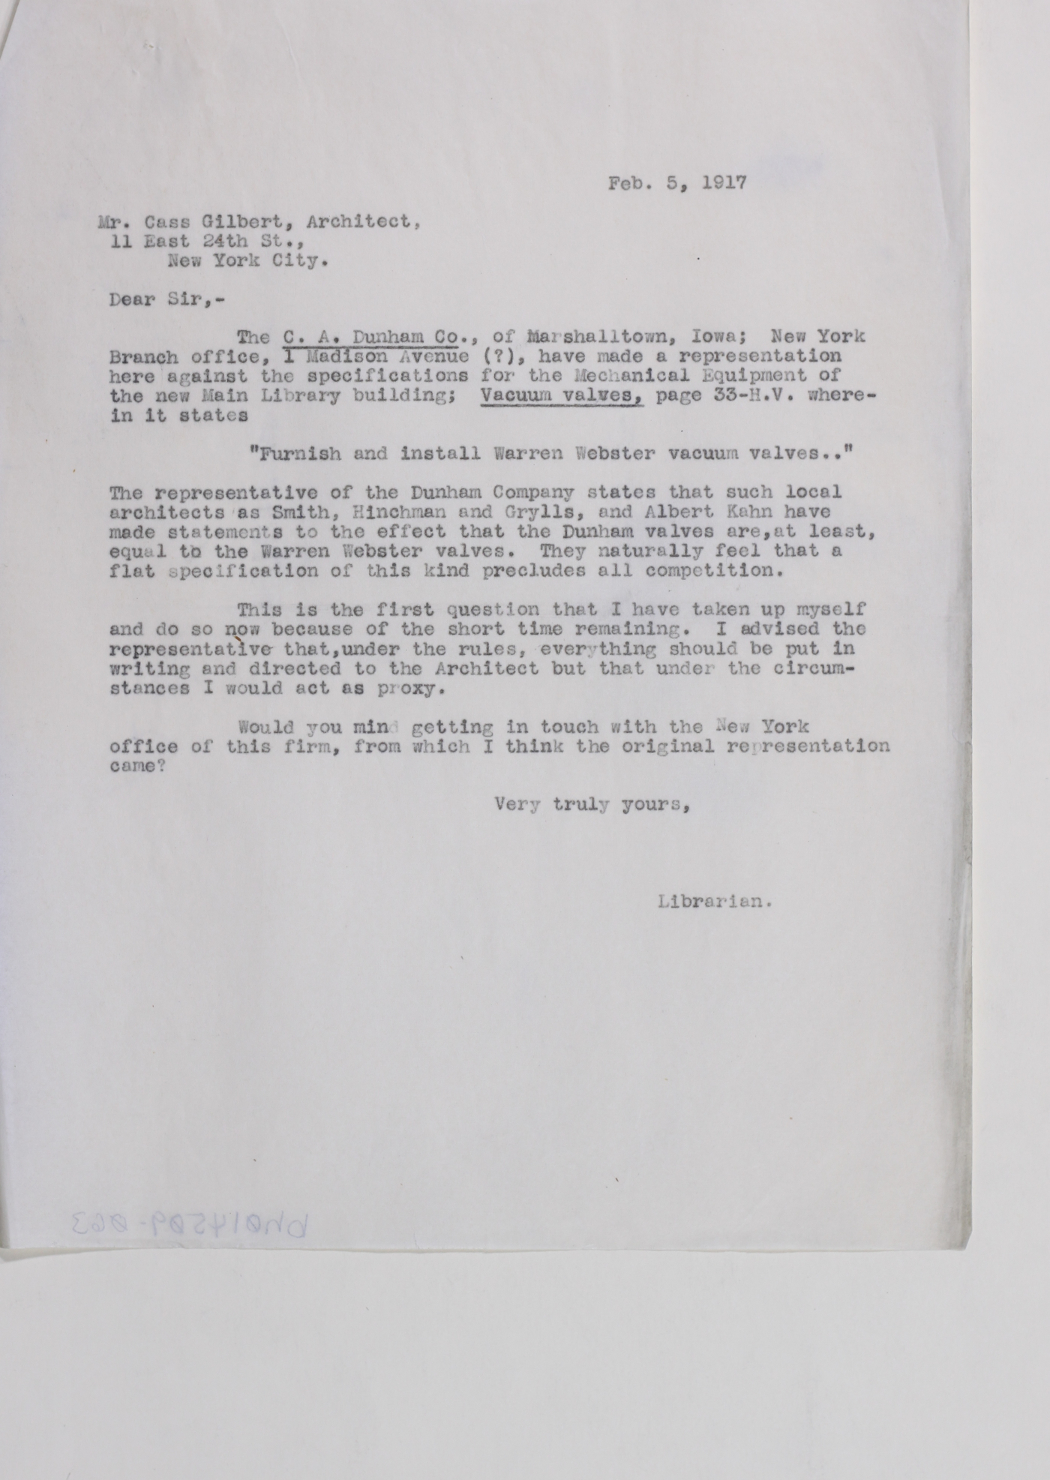 Feb. 5, 1917
Mr. Cass Gilbert, Architect,
11 East 24th St.,
New York City.
Dear Sir,-
The C. A. Dunham Co., of Marshalltown, Iowa; New York
Branch office, 1 Madison Avenue (?), have made a representation
here against the specifications for the Mechanical Equipment of
the new Main Library building; Vacuum valves, page 33-H.V. where-
in it states
"Furnish and install Warren Webster vacuum valves.."
The representative of the Dunham Company states that such local
architects as Smith, Hinchman and Grylls, and Albert Kahn have
made statements to the effect that the Dunham valves are,at least,
equal to the Warren Webster valves. They naturally feel that a
flat specification of this kind precludes all competition.
This is the first question that I have taken up myself
and do so now because of the short time remaining. I advised the
representative that,under the rules, everything should be put in
writing and directed to the Architect but that under the circum-
stances I would act as proxy.
Would you mind getting in touch with the New York
office of this firm, from which I think the original representation
came?
Very truly yours,
Librarian.